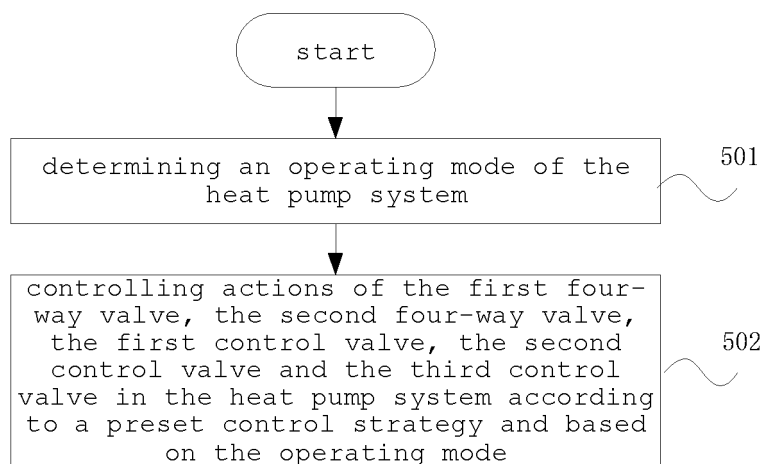 start
determining an operating mode of the
heat pump system
501
controlling actions of the first four-
way valve, the second four-way valve,
the first control valve, the second
control valve and the third control
valve in the heat pump system according
to a preset control strategy and based
on the operating mode
502